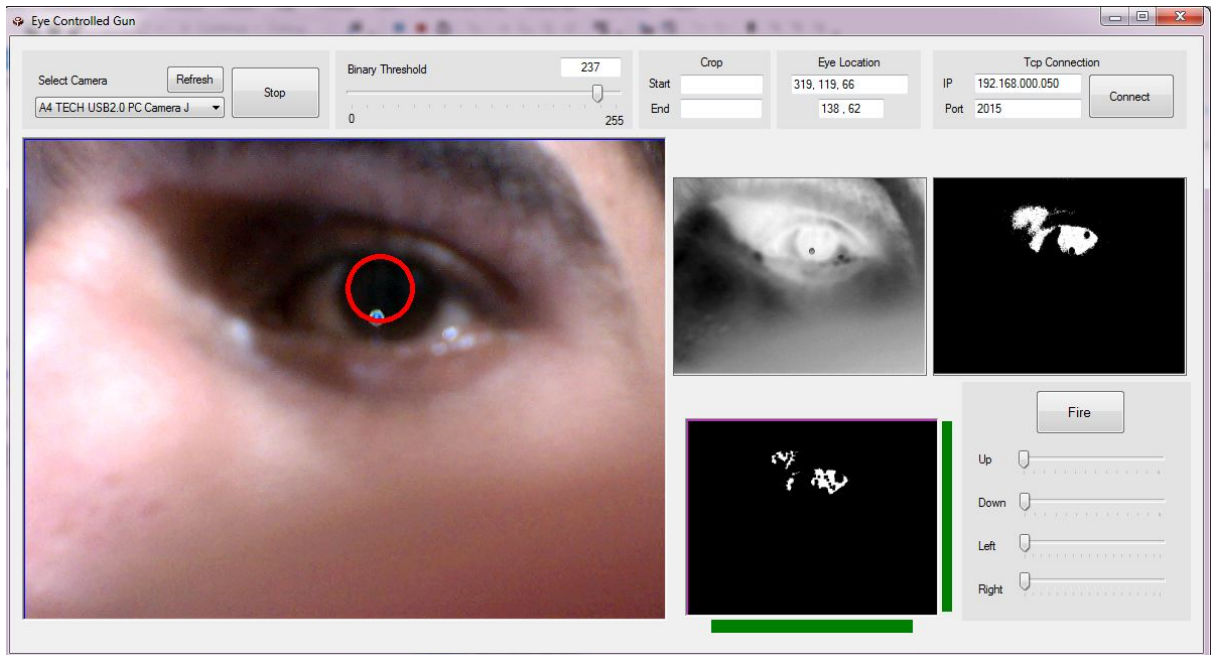 Eye Controlled Gun
Select Camera
Refresh
A4 TECH USB2.0 PC Camera J
Stop
Binary Threshold
237
0
255
Crop
Start
End
Eye Location
319, 119, 66
138 , 62
Tcp Connection
IP
192.168.000.050
Port
2015
Connect
Fire
Up
Down
Left
Right